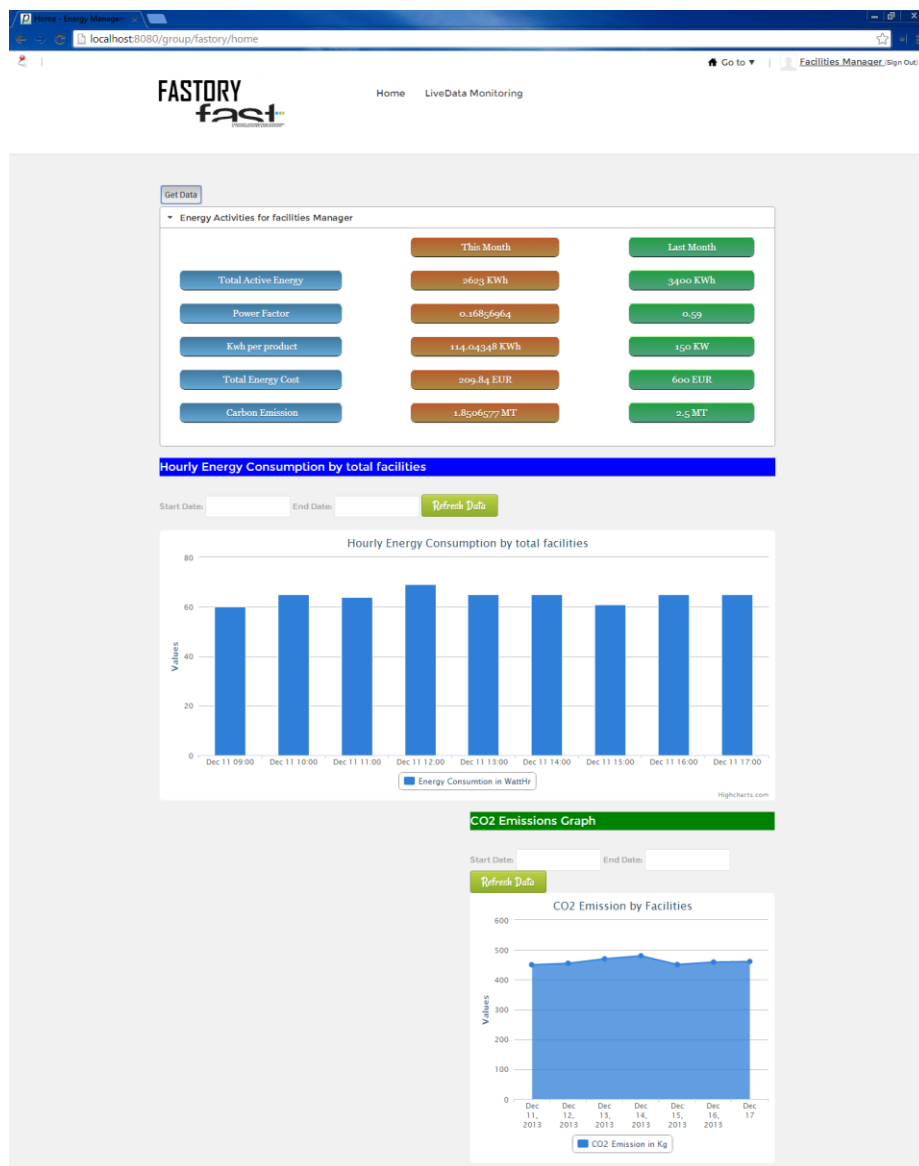 Home - Energy Managem
localhost:8080/group/fastory/home
Go to ▼ | Facilities Manager (Sign Out)
FASTORY
fast
Home LiveData Monitoring
Get Data
Energy Activities for facilities Manager
This Month Last Month
Total Active Energy 2623 KWh 3400 KWh
Power Factor 0.16856964 0.59
Kwh per product 114.04348 KWh 150 KW
Total Energy Cost 209.84 EUR 600 EUR
Carbon Emission 1.8506577 MT 2.5 MT
Hourly Energy Consumption by total facilities
Start Date: End Date: Refresh Data
Hourly Energy Consumption by total facilities
80
60
40
20
0
Values
Dec 11 09:00 Dec 11 10:00 Dec 11 11:00 Dec 11 12:00 Dec 11 13:00 Dec 11 14:00 Dec 11 15:00 Dec 11 16:00 Dec 11 17:00
Energy Consumtion in WattHr
Highcharts.com
CO2 Emissions Graph
Start Date: End Date:
Refresh Data
CO2 Emission by Facilities
600
500
400
300
200
100
0
Values
Dec Dec Dec Dec Dec Dec Dec
11, 12, 13, 14, 15, 16, 17
2013 2013 2013 2013 2013 2013
CO2 Emission in Kg